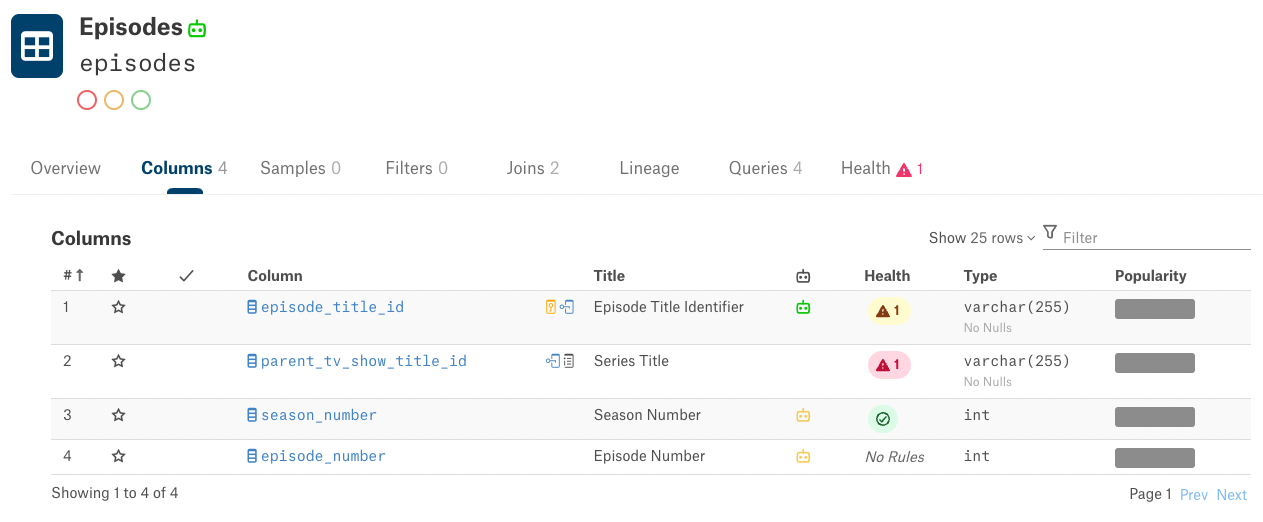 Episodes
episodes
Overview Columns 4 Samples 0 Filters 0 Joins 2 Lineage Queries 4 Health 1
Columns Show 25 rows Filter
# ↑ Column Title Health Type Popularity
1 episode_title_id Episode Title Identifier 1 varchar(255)
No Nulls
2 parent_tv_show_title_id Series Title 1 varchar(255)
No Nulls
3 season_number Season Number int
4 episode_number Episode Number No Rules int
Showing 1 to 4 of 4 Page 1 Prev Next